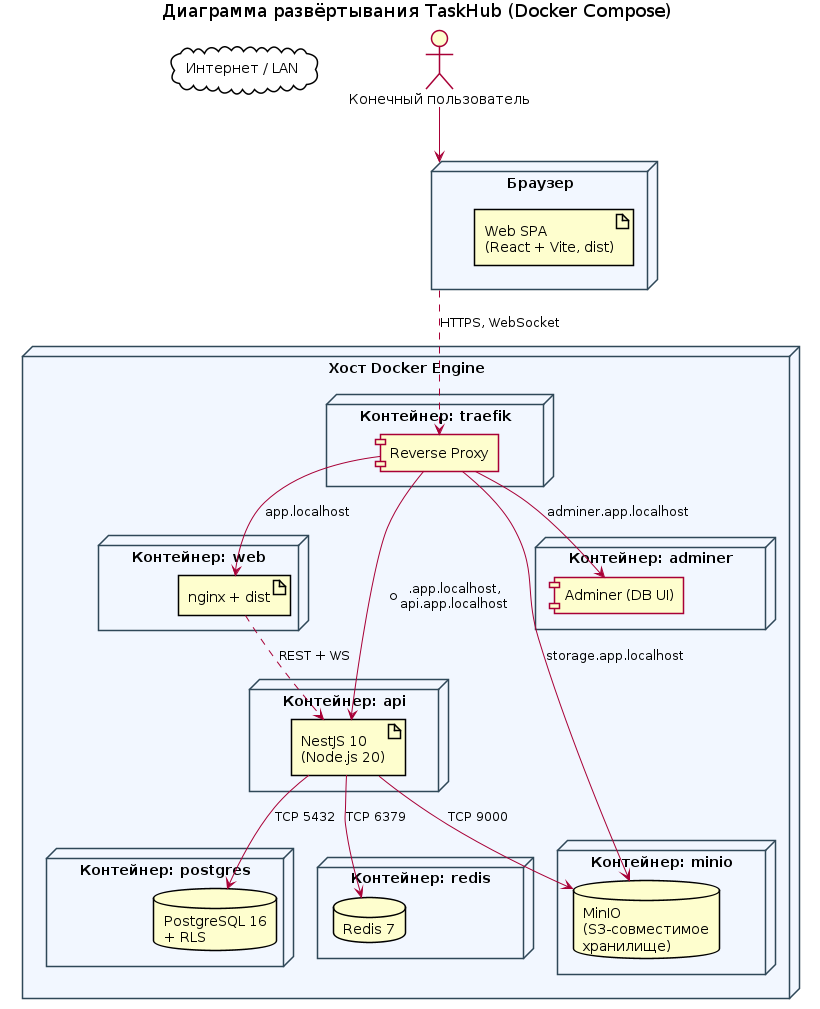 Диаграмма развёртывания TaskHub (Docker Compose)
Интернет / LAN
Конечный пользователь
Браузер
Web SPA
(React + Vite, dist)
HTTPS, WebSocket
Хост Docker Engine
Контейнер: traefik
Reverse Proxy
app.localhost
adminer.app.localhost
Контейнер: web
nginx + dist
Контейнер: adminer
Adminer (DB UI)
.app.localhost,
api.app.localhost
REST + WS
storage.app.localhost
Контейнер: api
NestJS 10
(Node.js 20)
TCP 5432
TCP 6379
TCP 9000
Контейнер: postgres
PostgreSQL 16
+ RLS
Контейнер: redis
Redis 7
Контейнер: minio
MinIO
(S3-совместимое
хранилище)